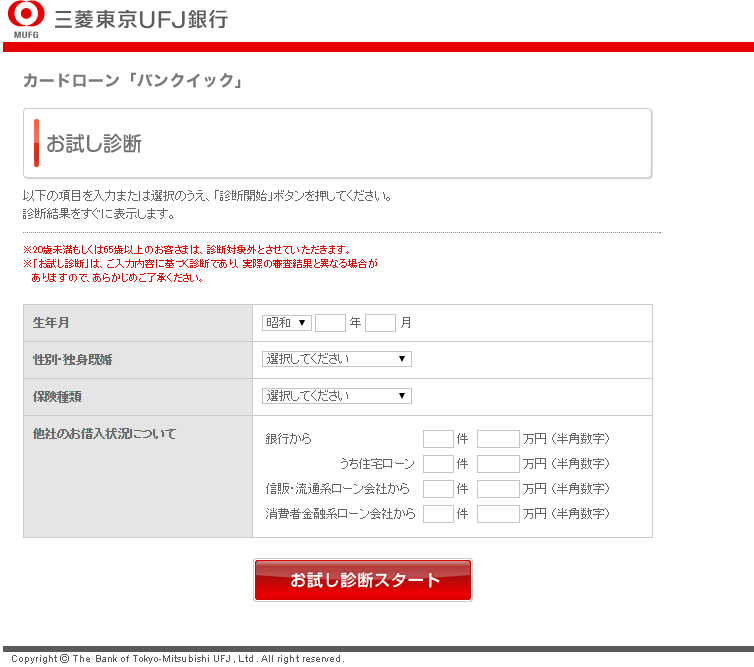 MUFG
三菱東京UFJ銀行
カードローン「バンクイック」
お試し診断
以下の項目を入力または選択のうえ、「診断開始」ボタンを押してください。
診断結果をすぐに表示します。
※20歳未満もしくは65歳以上のお客さまは、診断対象外とさせていただきます。
※「お試し診断」は、ご入力内容に基づく診断であり、実際の審査結果と異なる場合が
ありますので、あらかじめご了承ください。
生年月 昭和 ▼ 年 月
性別・独身既婚 選択してください ▼
保険種類 選択してください ▼
他社のお借入状況について 銀行から 件 万円（半角数字）
うち住宅ローン 件 万円（半角数字）
信販・流通系ローン会社から 件 万円（半角数字）
消費者金融系ローン会社から 件 万円（半角数字）
お試し診断スタート
Copyright © The Bank of Tokyo-Mitsubishi UFJ , Ltd . All right reserved .